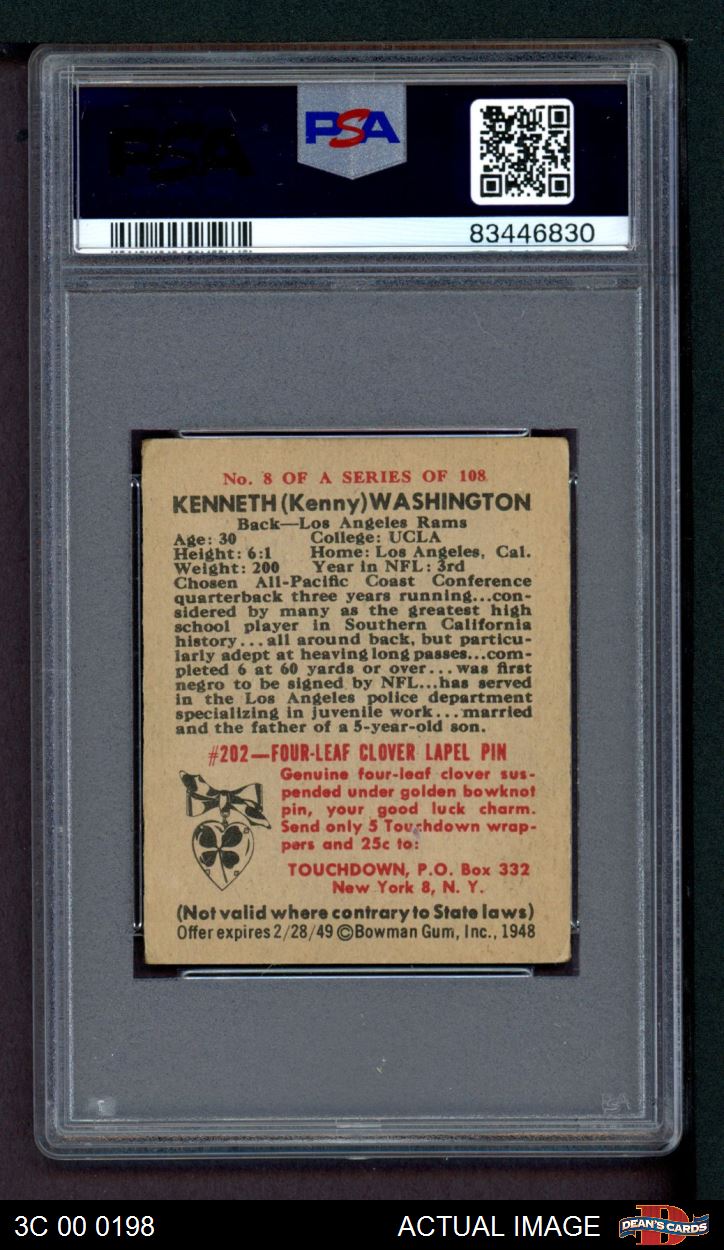 PSA
PSA
83446830
No. 8 OF A SERIES OF 108
KENNETH (Kenny) WASHINGTON
Back—Los Angeles Rams
Age: 30 College: UCLA
Height: 6:1 Home: Los Angeles, Cal.
Weight: 200 Year in NFL: 3rd
Chosen All-Pacific Coast Conference
quarterback three years running...con-
sidered by many as the greatest high
school player in Southern California
history...all around back, but particu-
larly adept at heaving long passes...com-
pleted 6 at 60 yards or over...was first
negro to be signed by NFL...has served
in the Los Angeles police department
specializing in juvenile work...married
and the father of a 5-year-old son.
#202—FOUR-LEAF CLOVER LAPEL PIN
Genuine four-leaf clover sus-
pended under golden bowknot
pin, your good luck charm.
Send only 5 Touchdown wrap-
pers and 25c to:
TOUCHDOWN, P.O. Box 332
New York 8, N. Y.
(Not valid where contrary to State laws)
Offer expires 2/28/49 ©Bowman Gum, Inc., 1948
PSA
3C 00 0198
ACTUAL IMAGE
DEAN'S CARDS